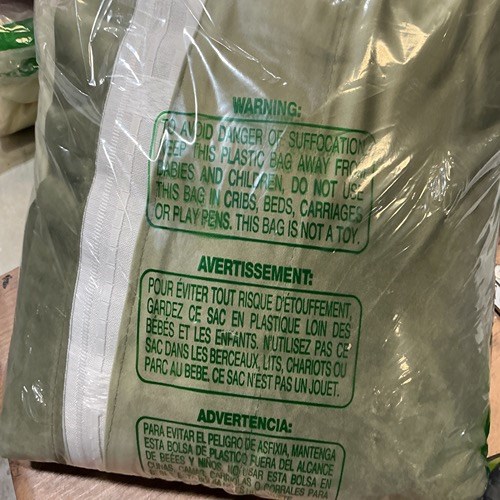 WARNING:
TO AVOID DANGER OF SUFFOCATION
KEEP THIS PLASTIC BAG AWAY FROM
BABIES AND CHILDREN, DO NOT USE
THIS BAG IN CRIBS, BEDS, CARRIAGES
OR PLAY PENS. THIS BAG IS NOT A TOY.
AVERTISSEMENT:
POUR ÉVITER TOUT RISQUE D'ÉTOUFFEMENT,
GARDEZ CE SAC EN PLASTIQUE LOIN DES
BÉBÉS ET LES ENFANTS. N'UTILISEZ PAS CE
SAC DANS LES BERCEAUX, LITS, CHARIOTS OU
PARC AU BEBE, CE SAC N'EST PAS UN JOUET.
ADVERTENCIA:
PARA EVITAR EL PELIGRO DE ASFIXIA, MANTENGA
ESTA BOLSA DE PLASTICO FUERA DEL ALCANCE
DE BEBES Y NIÑOS, NO USAR ESTA BOLSA EN
CUNAS, CAMAS, O CORRALES PARA